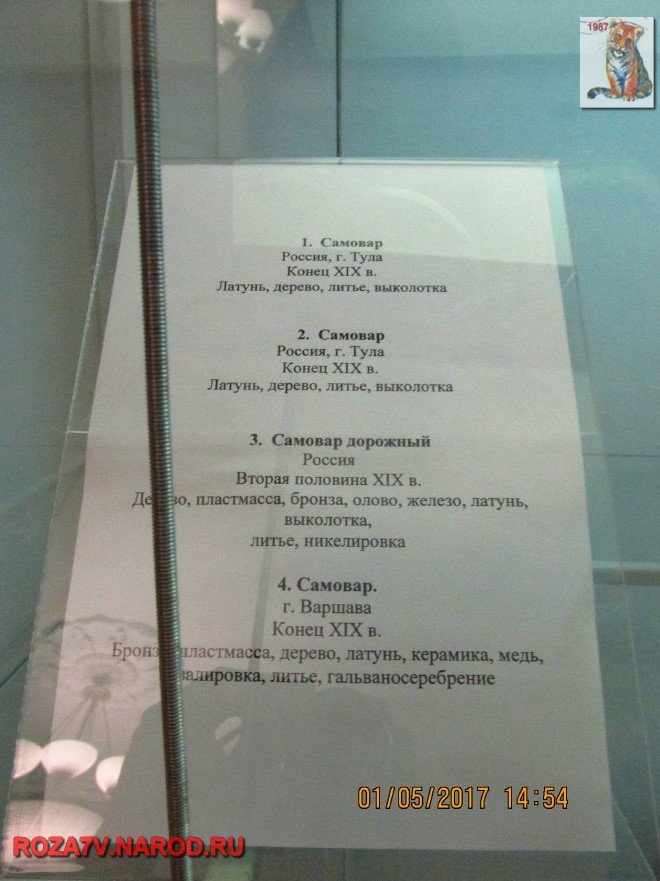 1987
1. Самовар
Россия, г. Тула
Конец XIX в.
Латунь, дерево, литье, выколотка
2. Самовар
Россия, г. Тула
Конец XIX в.
Латунь, дерево, литье, выколотка
3. Самовар дорожный
Россия
Вторая половина XIX в.
Дерево, пластмасса, бронза, олово, железо, латунь,
выколотка,
литье, никелировка
4. Самовар.
г. Варшава
Конец XIX в.
Бронза, пластмасса, дерево, латунь, керамика, медь,
литье, гальваносеребрение
01/05/2017 14:54
ROZA7V.NAROD.RU